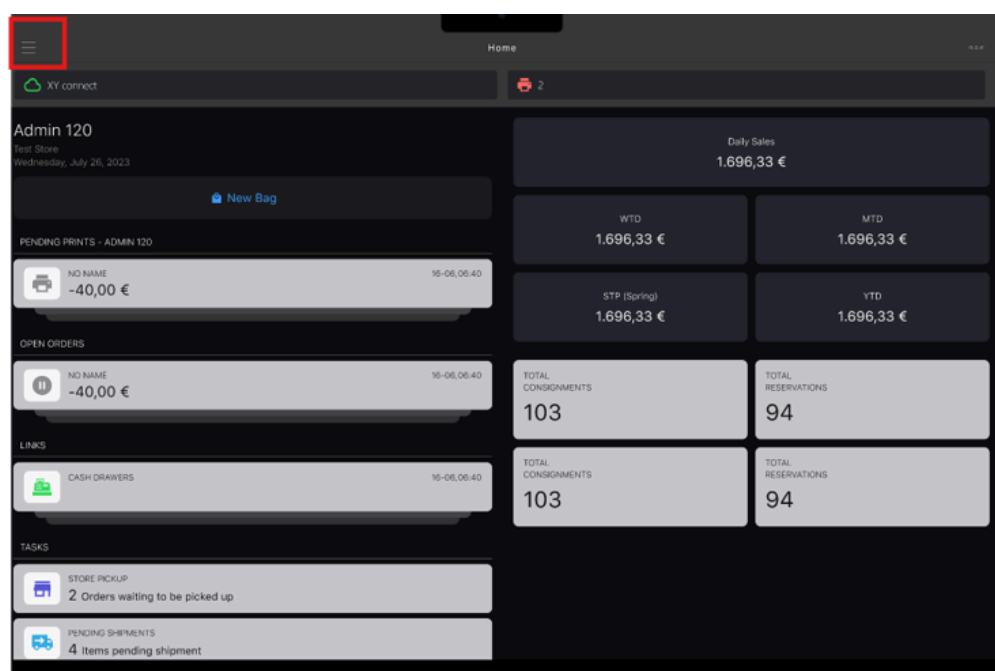 Home
XY connect
2
Admin 120
Test Store
Wednesday, July 26, 2023
New Bag
PENDING PRINTS - ADMIN 120
NO NAME
16-06,06:40
-40,00 €
OPEN ORDERS
NO NAME
16-06,06:40
-40,00 €
LINKS
CASH DRAWERS
16-06,06:40
TASKS
STORE PICKUP
2 Orders waiting to be picked up
PENDING SHIPMENTS
4 Items pending shipment
Daily Sales
1.696,33 €
WTD
1.696,33 €
MTD
1.696,33 €
STP (Spring)
1.696,33 €
YTD
1.696,33 €
TOTAL
CONSIGNMENTS
103
TOTAL
RESERVATIONS
94
TOTAL
CONSIGNMENTS
103
TOTAL
RESERVATIONS
94